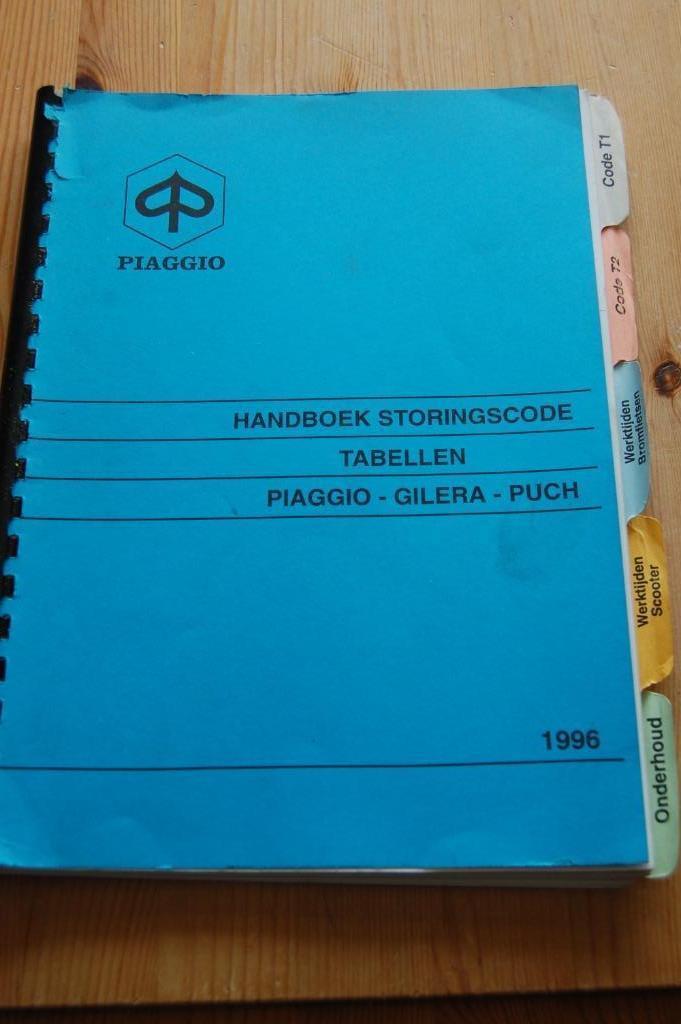 PIAGGIO
HANDBOEK STORINGSCODE
TABELLEN
PIAGGIO - GILERA - PUCH
1996
Code T1
Code T2
Werktijden
Bromfietsen
Werktijden
Scooter
Onderhoud